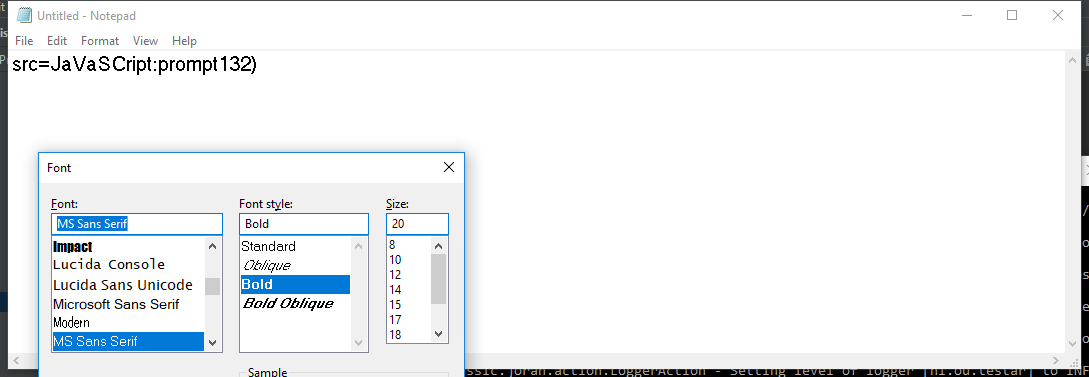 Untitled - Notepad
File Edit Format View Help
src=JaVaSCript:prompt132)
Font
Font: Font style: Size:
MS Sans Serif Bold 20
Impact
Lucida Console
Lucida Sans Unicode
Microsoft Sans Serif
Modern
MS Sans Serif
Standard
Oblique
Bold
Bold Oblique
8
10
12
14
15
17
18
Sample
ssic.joran.action.LoggerAction - Setting level of logger [nl.ou.testar] to INF